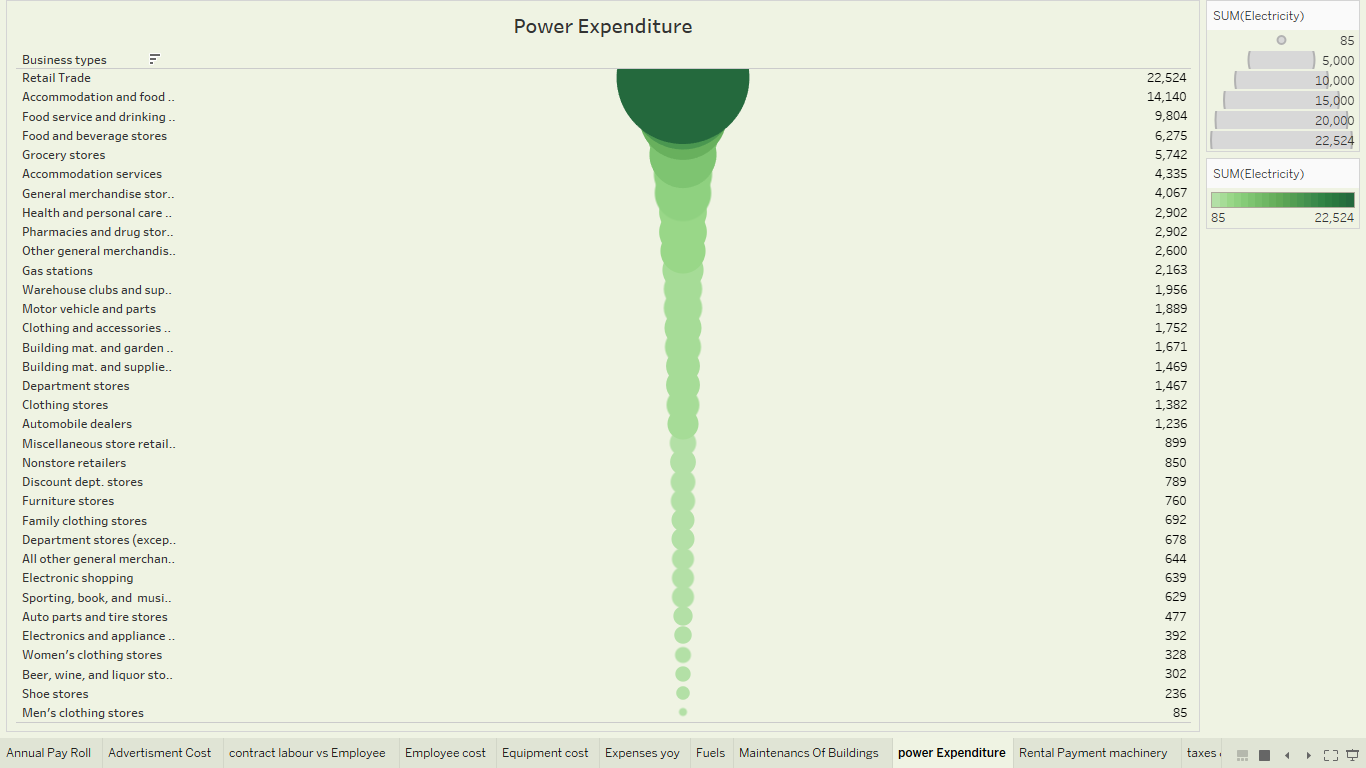 Power Expenditure
Business types
Retail Trade 22,524
Accommodation and food .. 14,140
Food service and drinking .. 9,804
Food and beverage stores 6,275
Grocery stores 5,742
Accommodation services 4,335
General merchandise stor.. 4,067
Health and personal care .. 2,902
Pharmacies and drug stor.. 2,902
Other general merchandis.. 2,600
Gas stations 2,163
Warehouse clubs and sup.. 1,956
Motor vehicle and parts 1,889
Clothing and accessories .. 1,752
Building mat. and garden .. 1,671
Building mat. and supplie.. 1,469
Department stores 1,467
Clothing stores 1,382
Automobile dealers 1,236
Miscellaneous store retail.. 899
Nonstore retailers 850
Discount dept. stores 789
Furniture stores 760
Family clothing stores 692
Department stores (excep.. 678
All other general merchan.. 644
Electronic shopping 639
Sporting, book, and musi.. 629
Auto parts and tire stores 477
Electronics and appliance .. 392
Women's clothing stores 328
Beer, wine, and liquor sto.. 302
Shoe stores 236
Men's clothing stores 85
SUM(Electricity)
85
5,000
10,000
15,000
20,000
22,524
SUM(Electricity)
85 22,524
Annual Pay Roll Advertisment Cost contract labour vs Employee Employee cost Equipment cost Expenses yoy Fuels Maintenancs Of Buildings power Expenditure Rental Payment machinery taxes